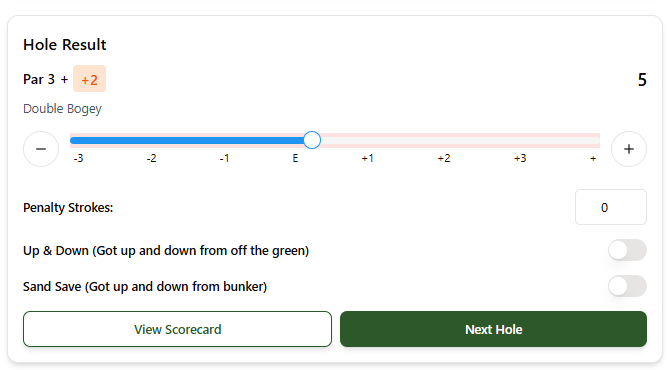 Hole Result
Par 3 + +2 5
Double Bogey
− +
-3 -2 -1 E +1 +2 +3 +
Penalty Strokes: 0
Up & Down (Got up and down from off the green)
Sand Save (Got up and down from bunker)
View Scorecard Next Hole